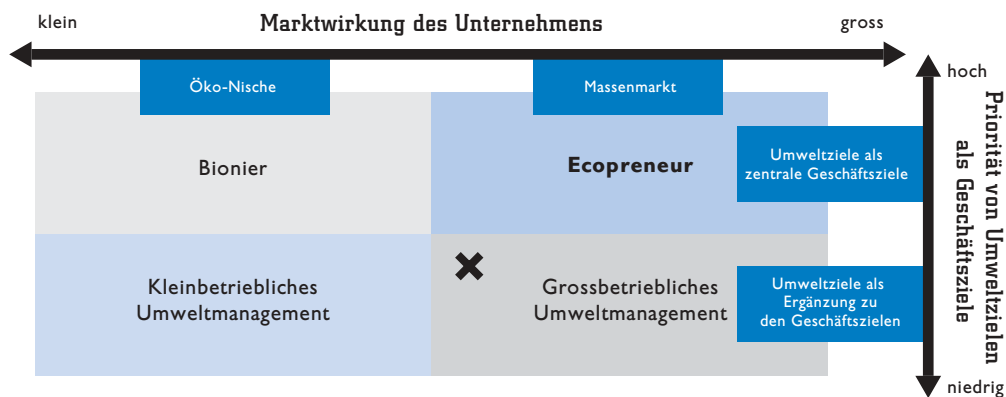 klein
Marktwirkung des Unternehmens
gross
Öko-Nische
Massenmarkt
hoch
Bionier
Ecopreneur
Umweltziele als
zentrale Geschäftsziele
Priorität von Umweltzielen
als Geschäftsziele
Kleinbetriebliches
Umweltmanagement
Grossbetriebliches
Umweltmanagement
Umweltziele als
Ergänzung zu
den Geschäftszielen
niedrig